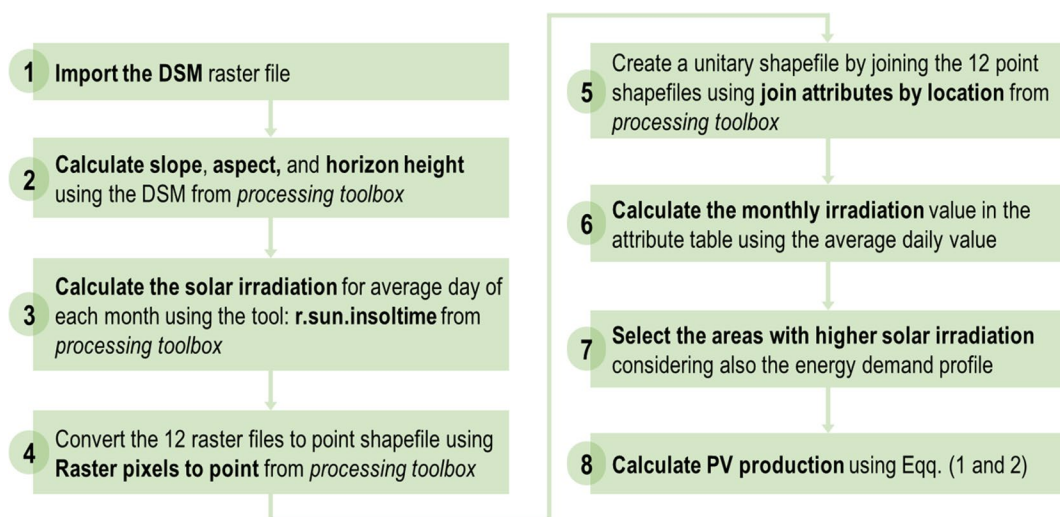 1 Import the DSM raster file
2 Calculate slope, aspect, and horizon height
using the DSM from processing toolbox
3 Calculate the solar irradiation for average day of
each month using the tool: r.sun.insoltime from
processing toolbox
4 Convert the 12 raster files to point shapefile using
Raster pixels to point from processing toolbox
5 Create a unitary shapefile by joining the 12 point
shapefiles using join attributes by location from
processing toolbox
6 Calculate the monthly irradiation value in the
attribute table using the average daily value
7 Select the areas with higher solar irradiation
considering also the energy demand profile
8 Calculate PV production using Eqq. (1 and 2)